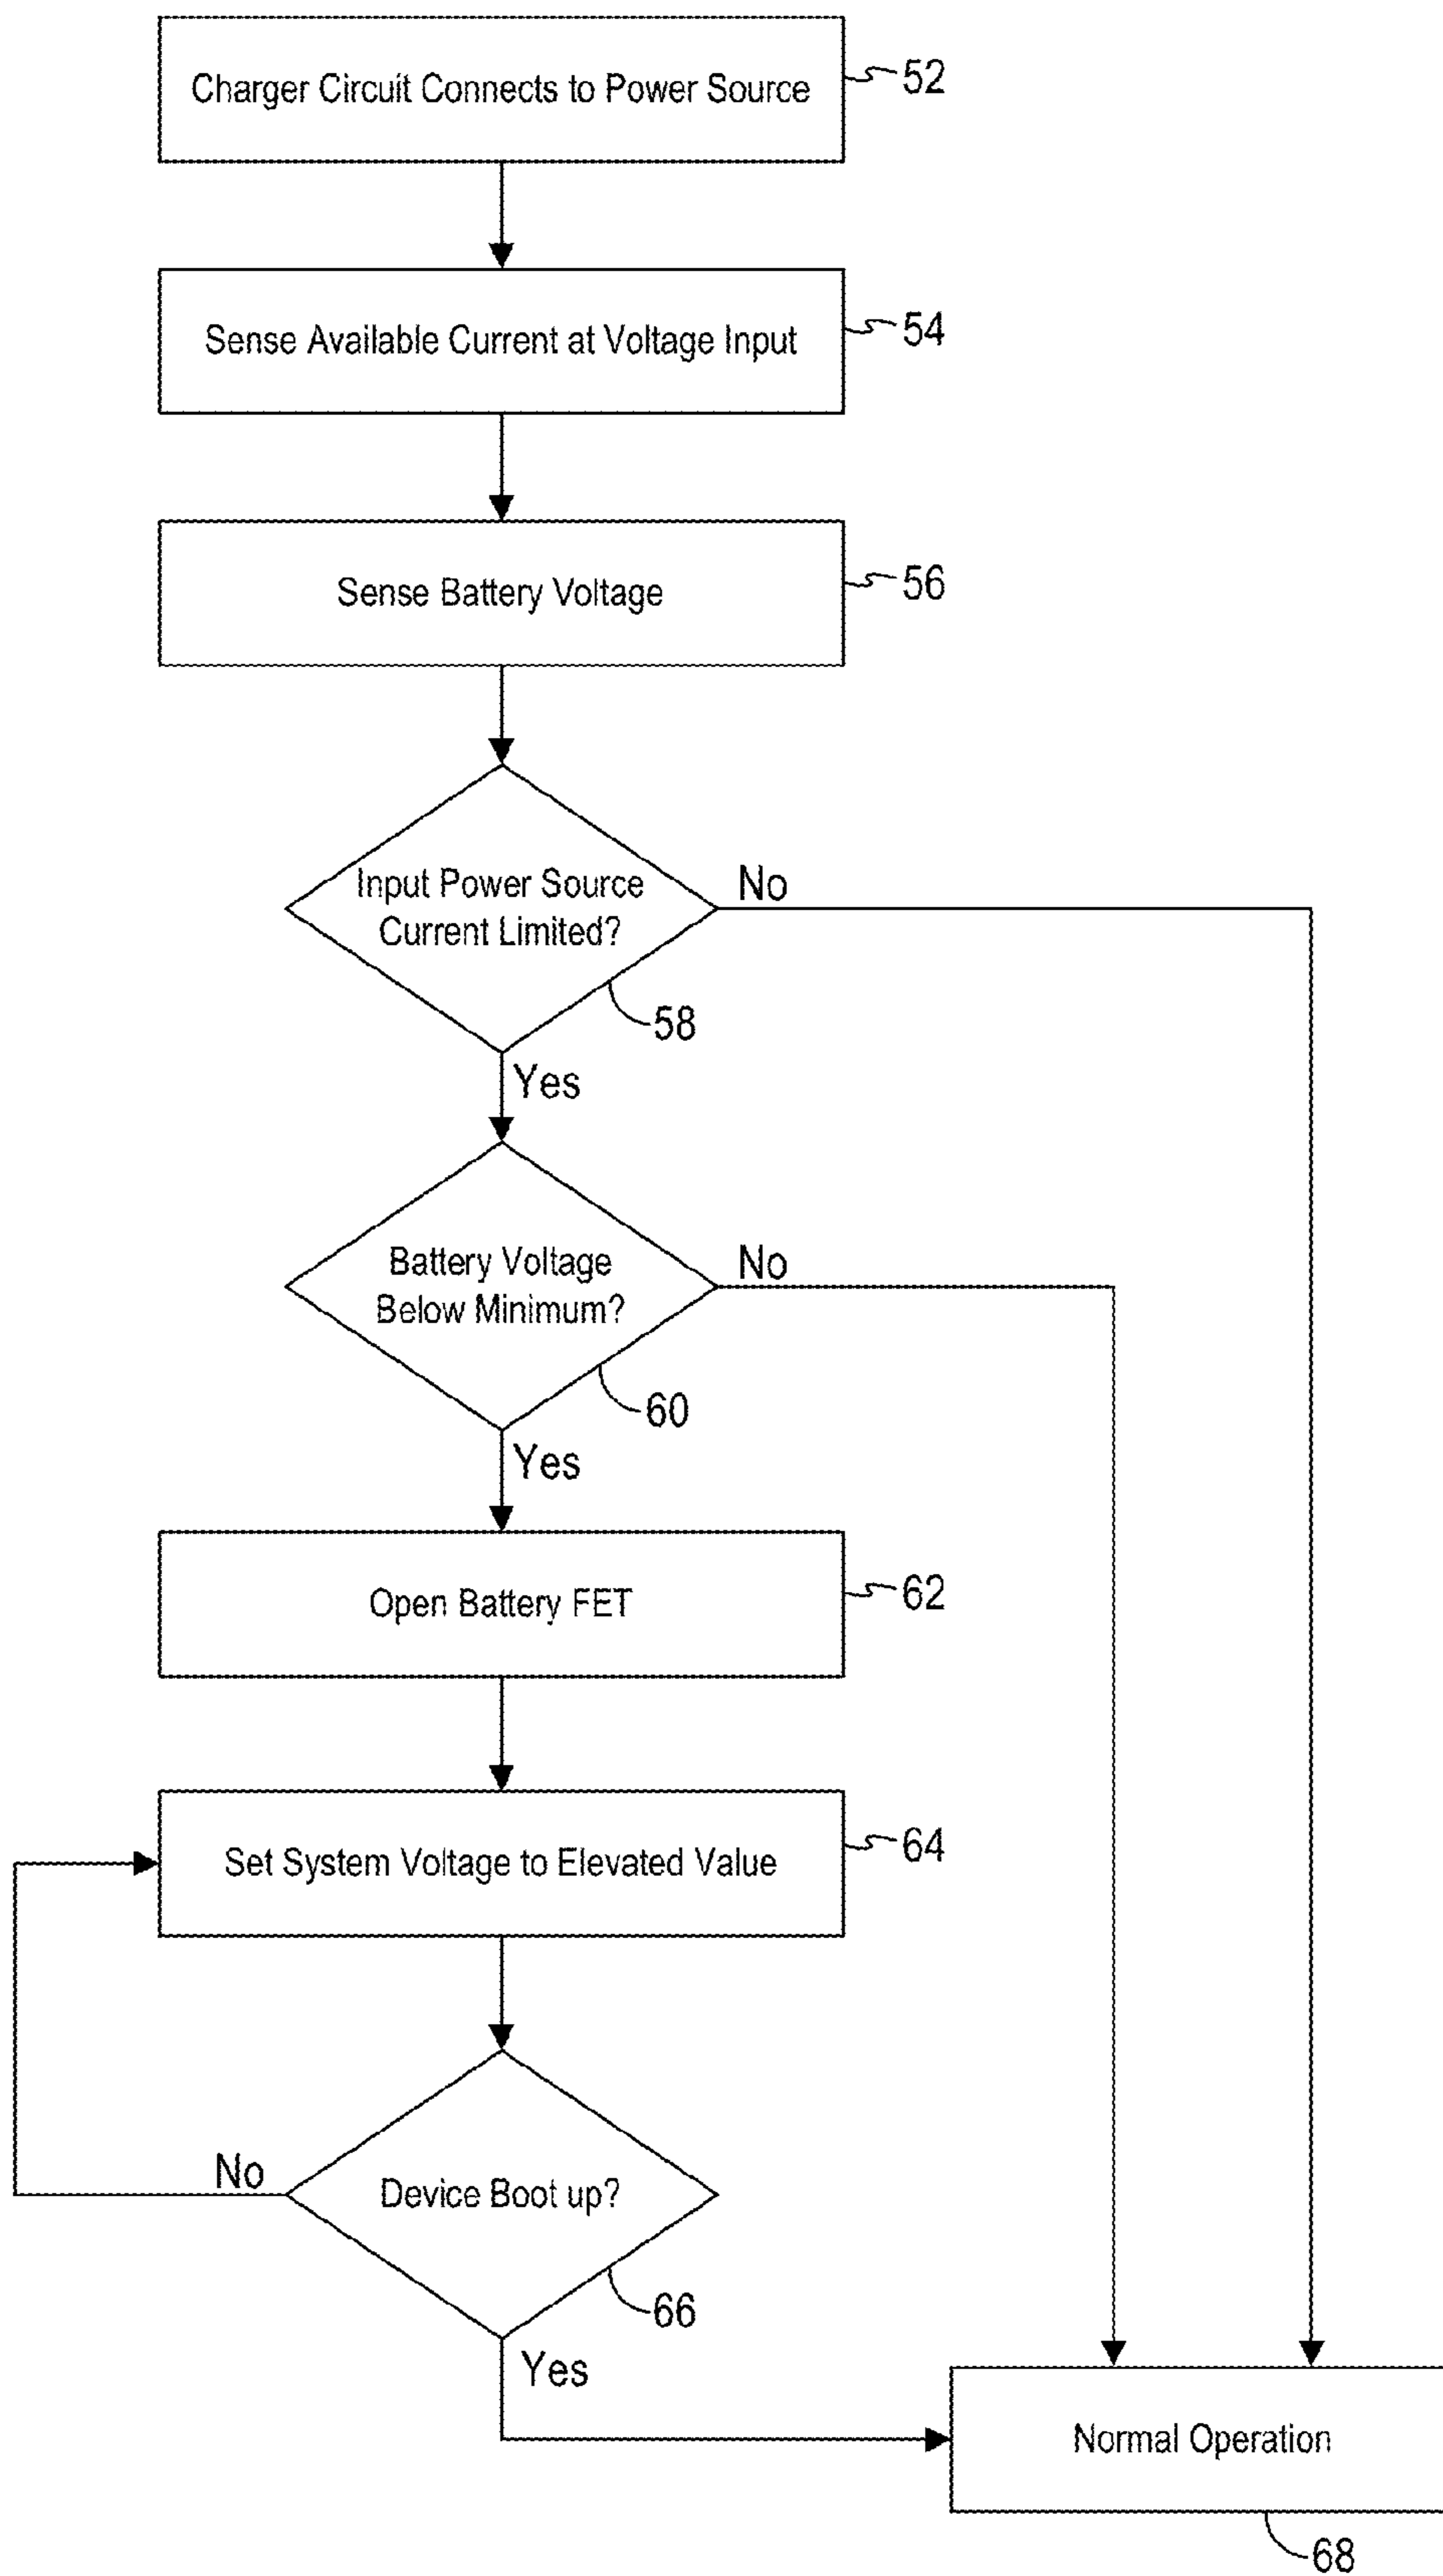 Charger Circuit Connects to Power Source
52
Sense Available Current at Voltage Input
54
Sense Battery Voltage
56
Input Power Source
Current Limited?
No
58
Yes
Battery Voltage
Below Minimum?
No
60
Yes
Open Battery FET
62
Set System Voltage to Elevated Value
64
Device Boot up?
No
66
Yes
Normal Operation
68